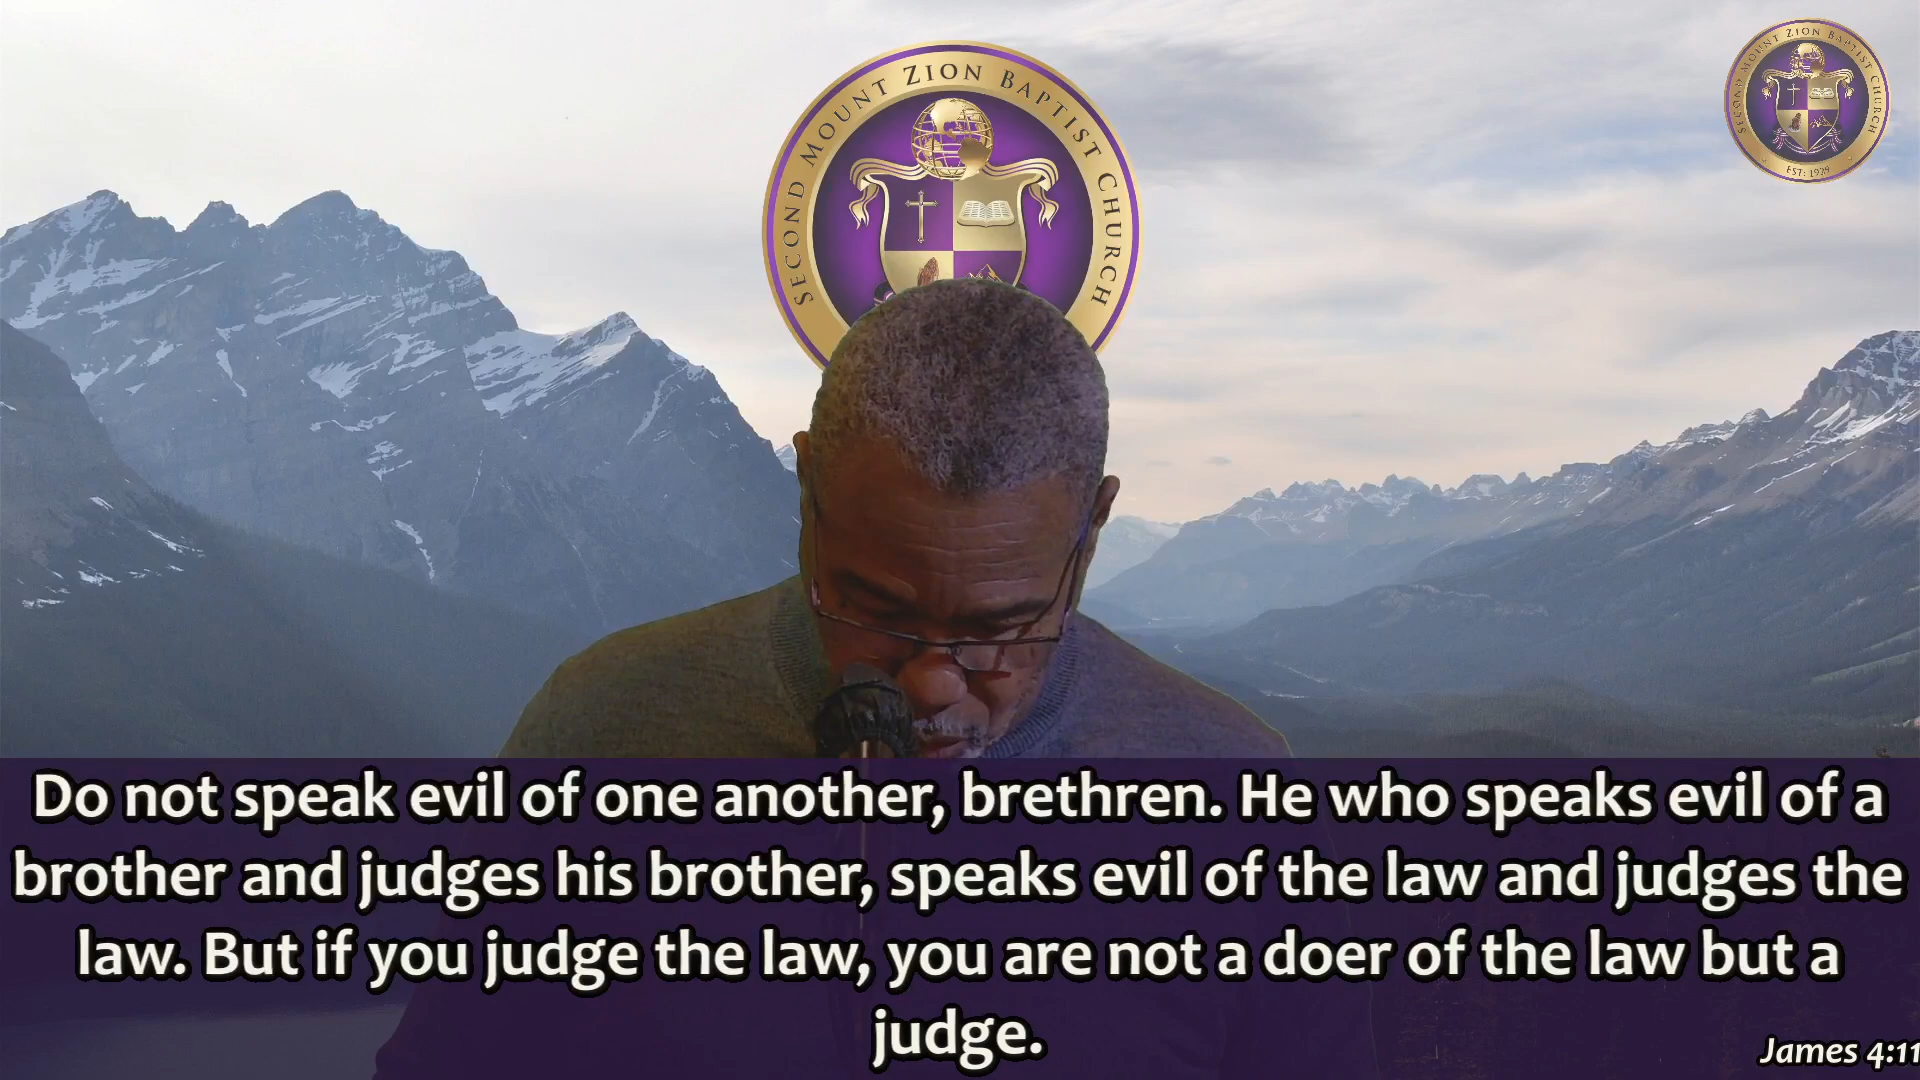 SECOND MOUNT ZION BAPTIST CHURCH
SECOND MOUNT ZION BAPTIST CHURCH
EST: 1929
Do not speak evil of one another, brethren. He who speaks evil of a
brother and judges his brother, speaks evil of the law and judges the
law. But if you judge the law, you are not a doer of the law but a
judge.
James 4:11